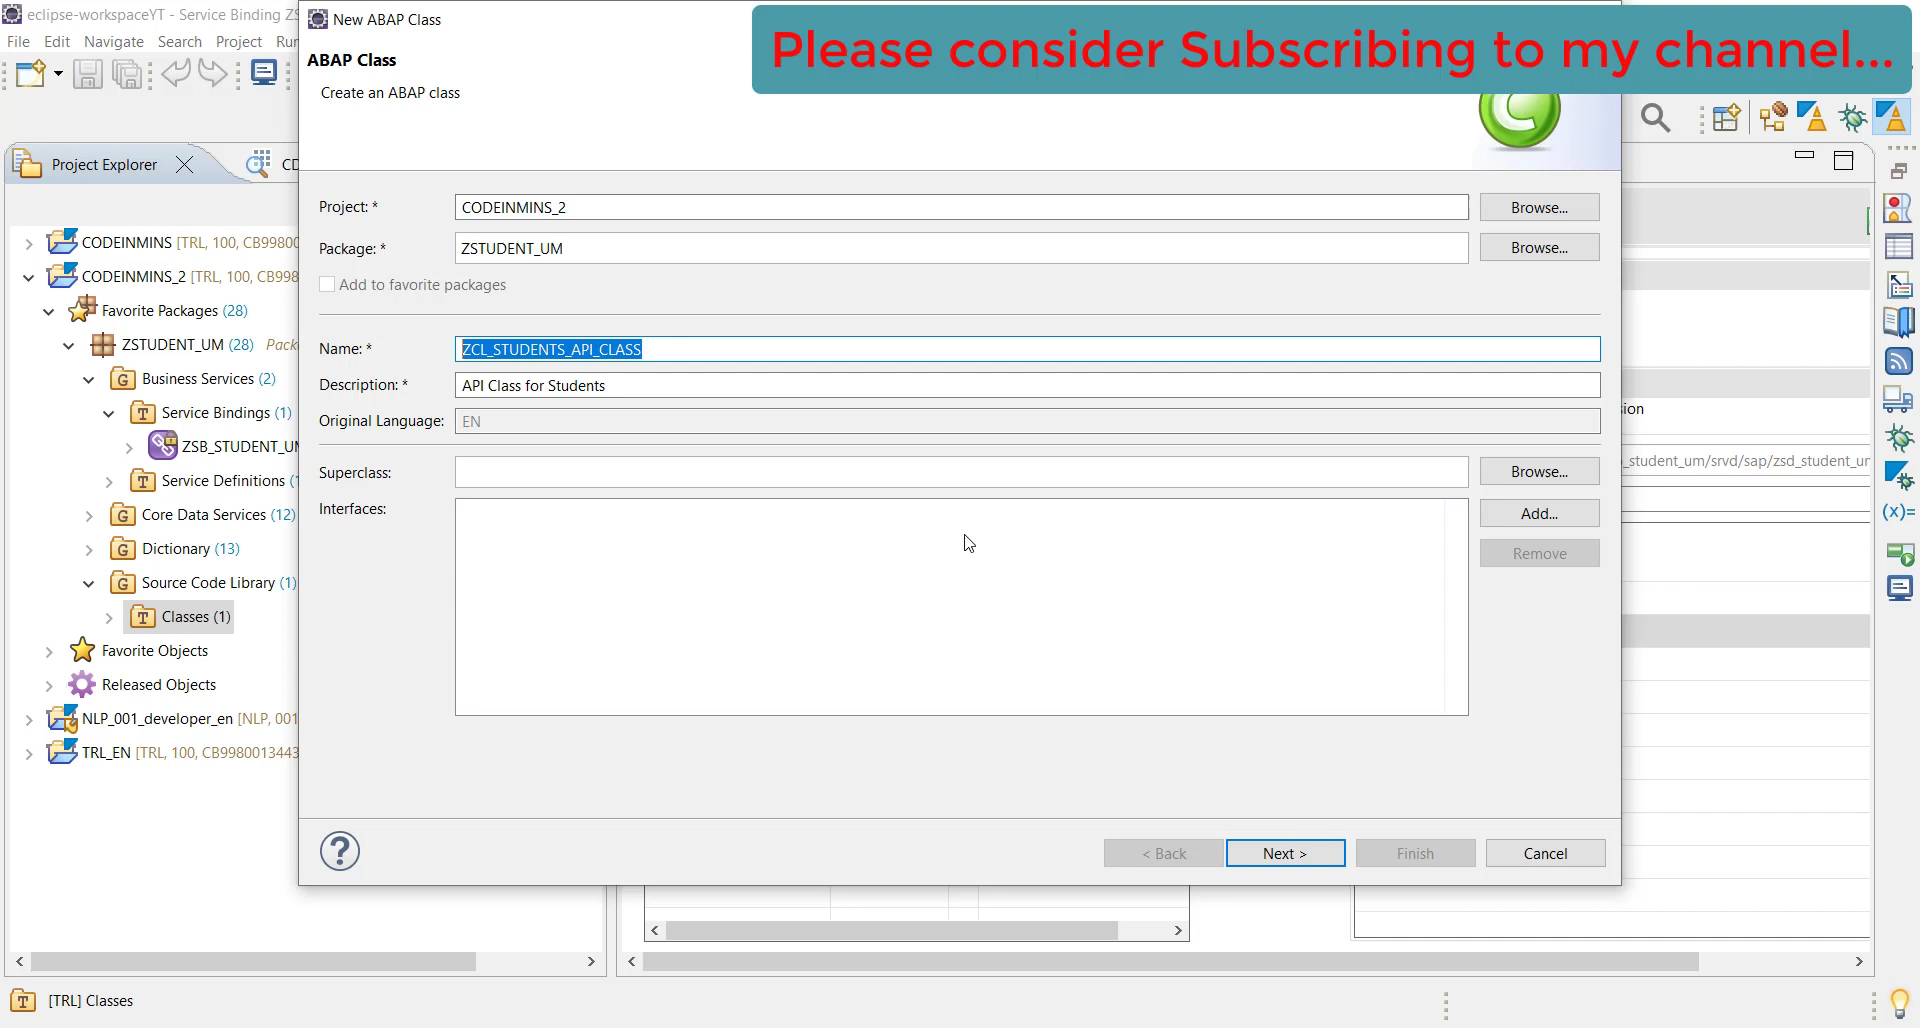 eclipse-workspaceYT - Service Binding ZS
New ABAP Class
Please consider Subscribing to my channel...
File Edit Navigate Search Project Run
ABAP Class
Create an ABAP class
Project Explorer
CD
Project: *
CODEINMINS_2
Browse...
Package: *
ZSTUDENT_UM
Browse...
Add to favorite packages
Name: *
ZCL_STUDENTS_API_CLASS
Description: *
API Class for Students
Original Language:
EN
Superclass:
Browse...
Interfaces:
Add...
Remove
< Back
Next >
Finish
Cancel
CODEINMINS [TRL, 100, CB99800
CODEINMINS_2 [TRL, 100, CB998
Favorite Packages (28)
ZSTUDENT_UM (28) Pack
Business Services (2)
Service Bindings (1)
ZSB_STUDENT_UM
Service Definitions (1
Core Data Services (12)
Dictionary (13)
Source Code Library (1)
Classes (1)
Favorite Objects
Released Objects
NLP_001_developer_en [NLP, 001
TRL_EN [TRL, 100, CB9980013443
sion
_student_um/srvd/sap/zsd_student_um
(x)=
[TRL] Classes